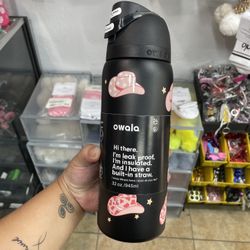 owala
Hi there.
I'm leak proof,
I'm insulated.
And I have a
built-in straw.
32 oz./945ml